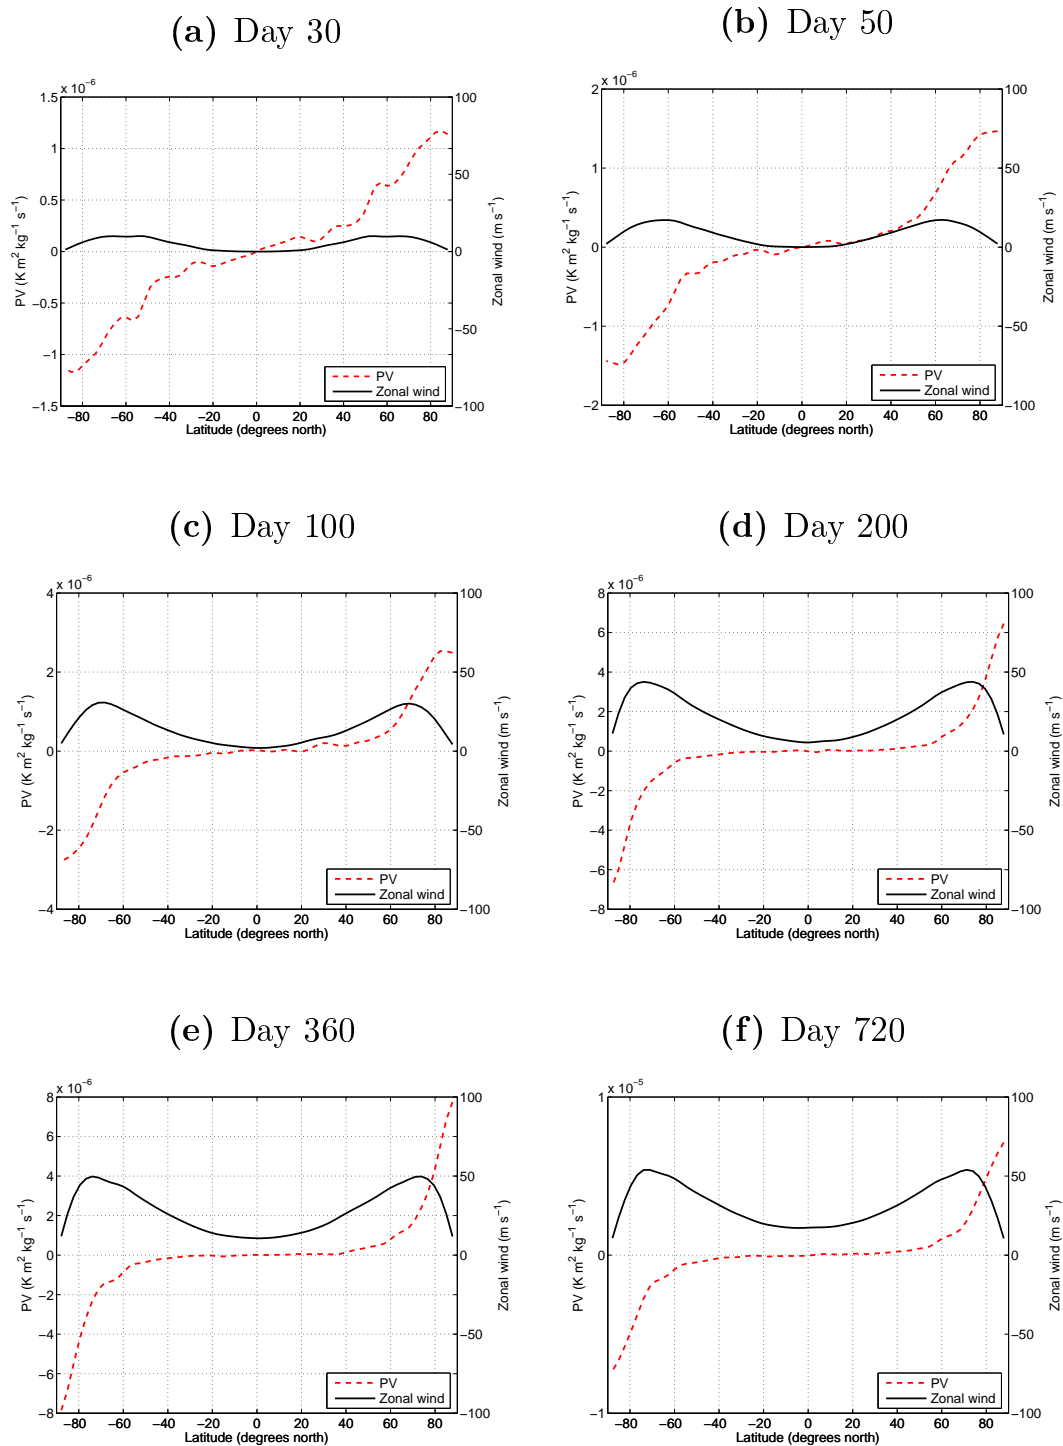 (a) Day 30
x 10⁻⁶
1.5
1
0.5
0
−0.5
−1
−1.5
100
50
0
−50
−100
PV (K m² kg⁻¹ s⁻¹)
Zonal wind (m s⁻¹)
PV
Zonal wind
−80 −60 −40 −20 0 20 40 60 80
Latitude (degrees north)
(b) Day 50
x 10⁻⁶
2
1
0
−1
−2
100
50
0
−50
−100
PV (K m² kg⁻¹ s⁻¹)
Zonal wind (m s⁻¹)
PV
Zonal wind
−80 −60 −40 −20 0 20 40 60 80
Latitude (degrees north)
(c) Day 100
x 10⁻⁶
4
2
0
−2
−4
100
50
0
−50
−100
PV (K m² kg⁻¹ s⁻¹)
Zonal wind (m s⁻¹)
PV
Zonal wind
−80 −60 −40 −20 0 20 40 60 80
Latitude (degrees north)
(d) Day 200
x 10⁻⁶
8
6
4
2
0
−2
−4
−6
−8
100
50
0
−50
−100
PV (K m² kg⁻¹ s⁻¹)
Zonal wind (m s⁻¹)
PV
Zonal wind
−80 −60 −40 −20 0 20 40 60 80
Latitude (degrees north)
(e) Day 360
x 10⁻⁶
8
6
4
2
0
−2
−4
−6
−8
100
50
0
−50
−100
PV (K m² kg⁻¹ s⁻¹)
Zonal wind (m s⁻¹)
PV
Zonal wind
−80 −60 −40 −20 0 20 40 60 80
Latitude (degrees north)
(f) Day 720
x 10⁻⁵
1
0
−1
100
50
0
−50
−100
PV (K m² kg⁻¹ s⁻¹)
Zonal wind (m s⁻¹)
PV
Zonal wind
−80 −60 −40 −20 0 20 40 60 80
Latitude (degrees north)